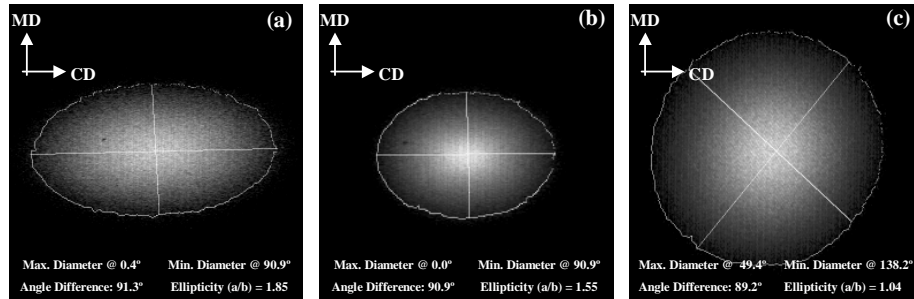 MD
CD
(a)
Max. Diameter @ 0.4º Min. Diameter @ 90.9º
Angle Difference: 91.3º Ellipticity (a/b) = 1.85
MD
CD
(b)
Max. Diameter @ 0.0º Min. Diameter @ 90.9º
Angle Difference: 90.9º Ellipticity (a/b) = 1.55
MD
CD
(c)
Max. Diameter @ 49.4º Min. Diameter @ 138.2º
Angle Difference: 89.2º Ellipticity (a/b) = 1.04